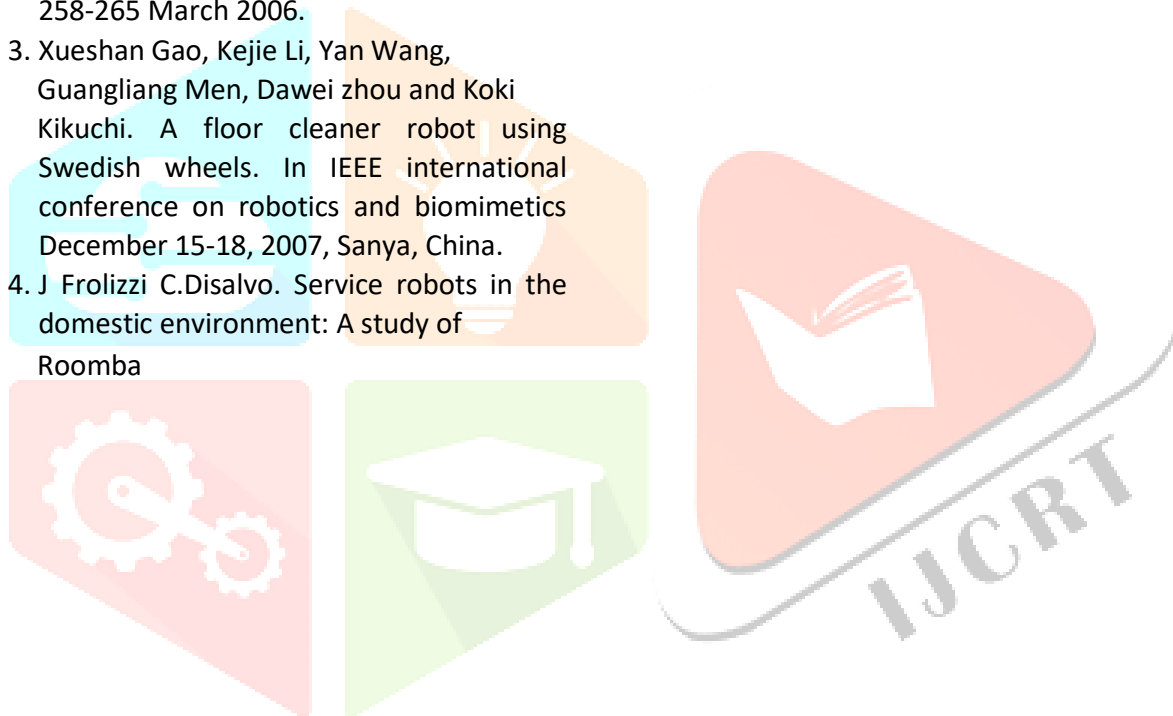 258-265 March 2006.
3. Xueshan Gao, Kejie Li, Yan Wang,
Guangliang Men, Dawei zhou and Koki
Kikuchi. A floor cleaner robot using
Swedish wheels. In IEEE international
conference on robotics and biomimetics
December 15-18, 2007, Sanya, China.
4. J Frolizzi C.Disalvo. Service robots in the
domestic environment: A study of
Roomba
IJCRT